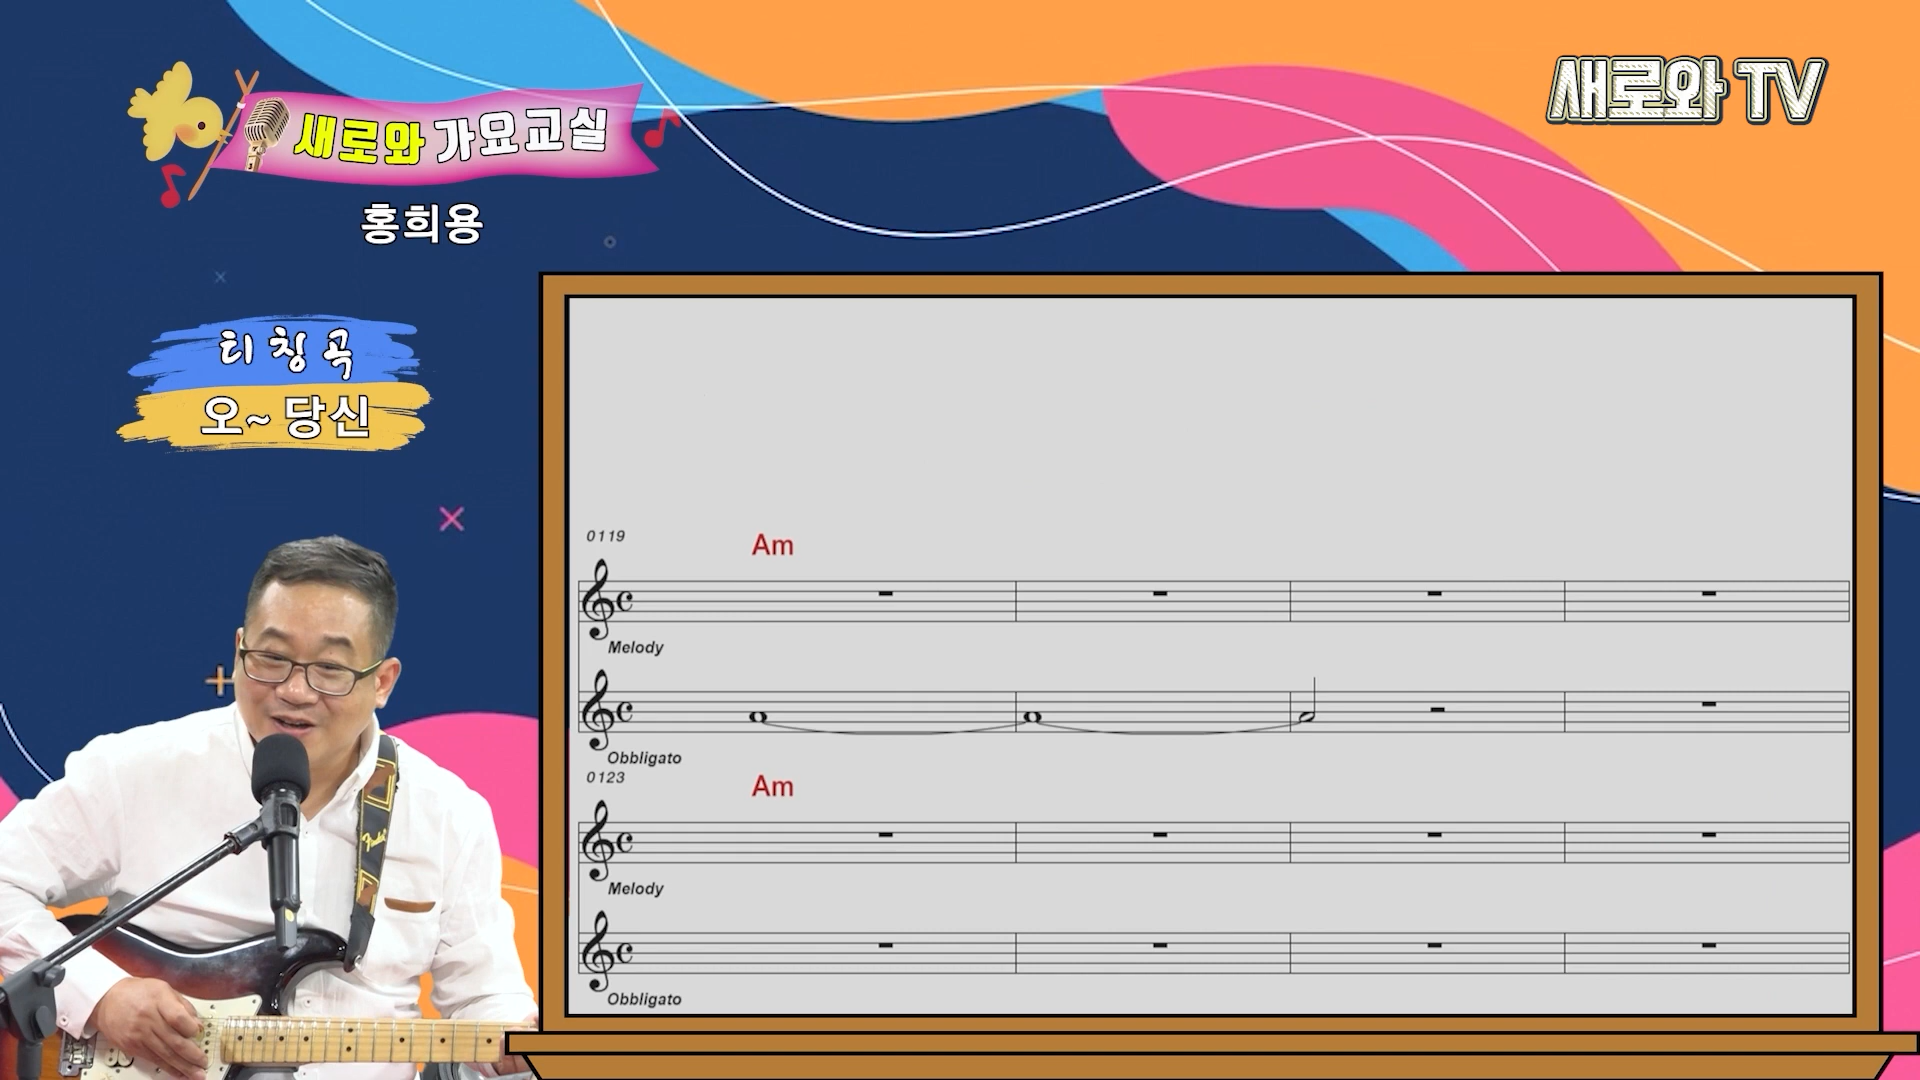 새로와 TV
새로와 가요교실
홍희용
티칭곡
오~ 당신
0119
Am
Melody
Obbligato
0123
Am
Melody
Obbligato
Fender